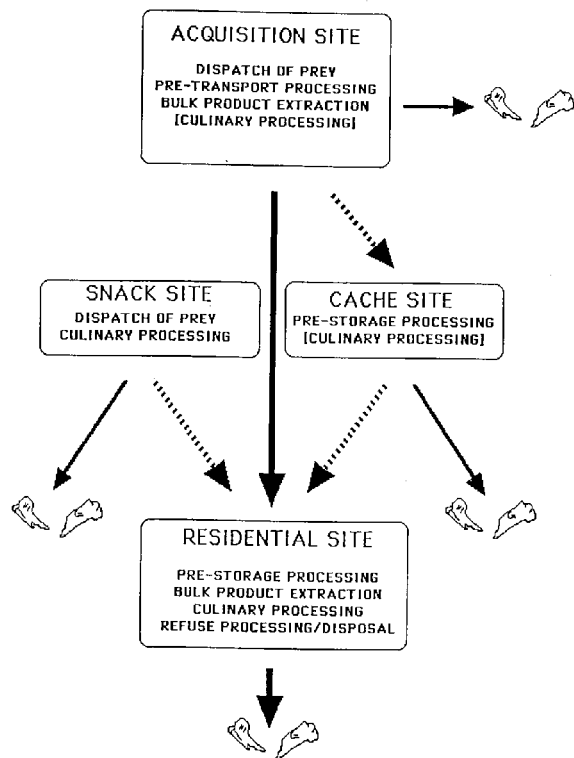 ACQUISITION SITE
DISPATCH OF PREY
PRE-TRANSPORT PROCESSING
BULK PRODUCT EXTRACTION
[CULINARY PROCESSING]
SNACK SITE
DISPATCH OF PREY
CULINARY PROCESSING
CACHE SITE
PRE-STORAGE PROCESSING
[CULINARY PROCESSING]
RESIDENTIAL SITE
PRE-STORAGE PROCESSING
BULK PRODUCT EXTRACTION
CULINARY PROCESSING
REFUSE PROCESSING/DISPOSAL